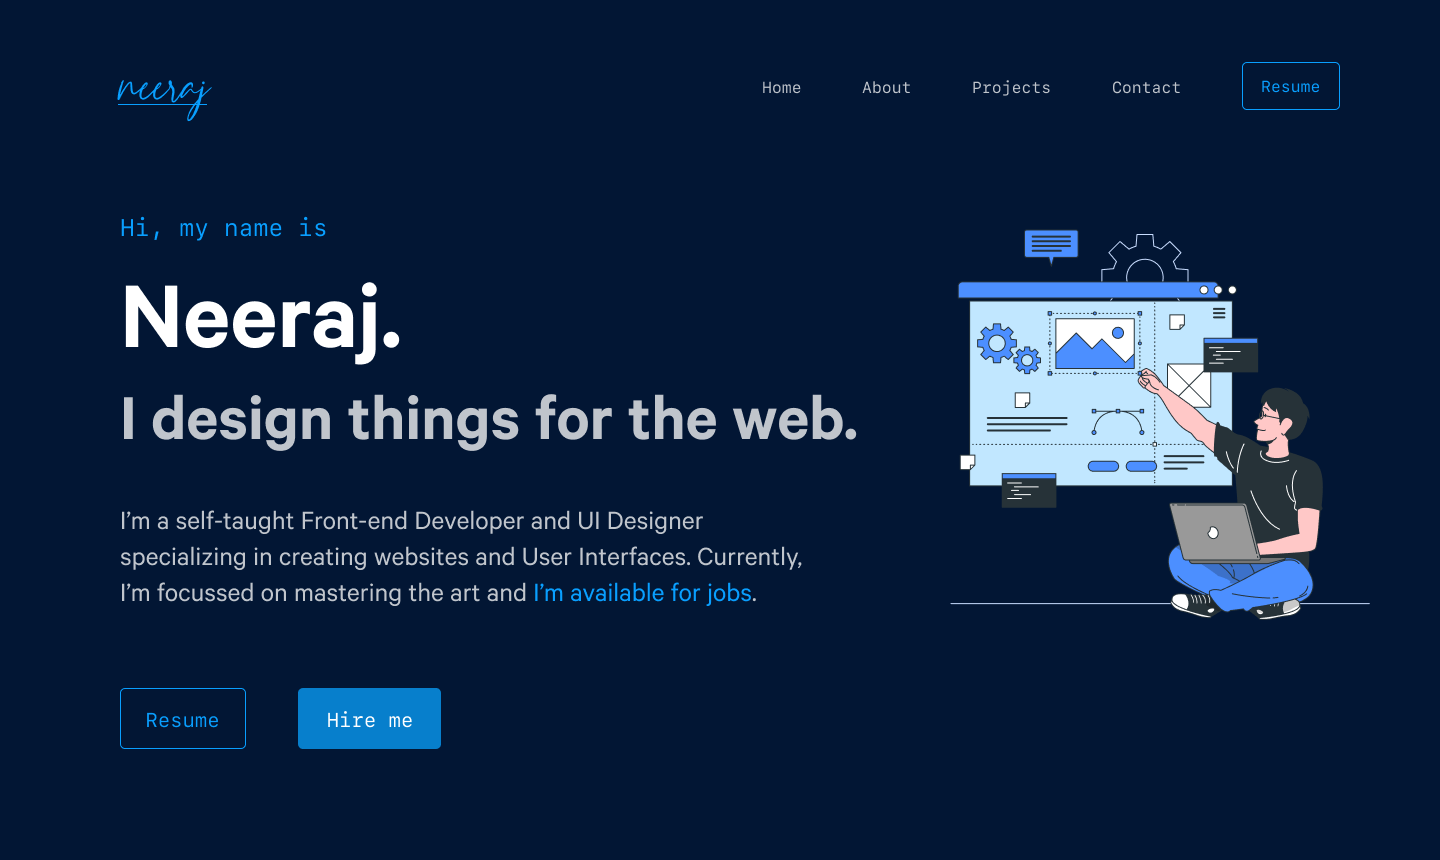 neeraj
Home About Projects Contact Resume
Hi, my name is
Neeraj.
I design things for the web.
I’m a self-taught Front-end Developer and UI Designer
specializing in creating websites and User Interfaces. Currently,
I’m focussed on mastering the art and I’m available for jobs.
Resume Hire me